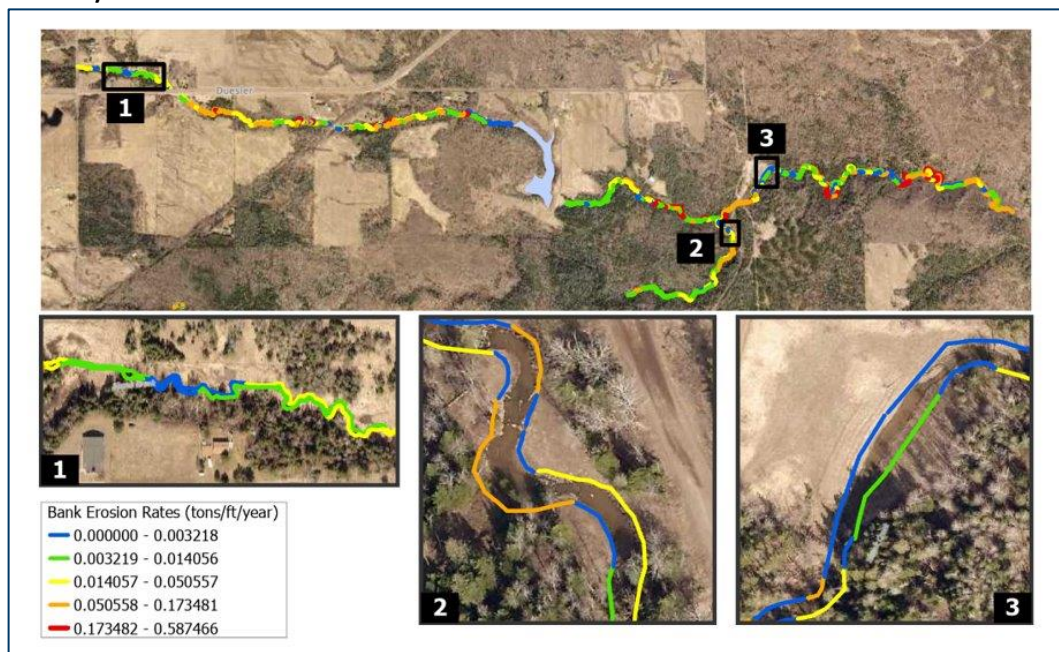 Duesler
1
2
3
1
2
3
Bank Erosion Rates (tons/ft/year)
0.000000 - 0.003218
0.003219 - 0.014056
0.014057 - 0.050557
0.050558 - 0.173481
0.173482 - 0.587466